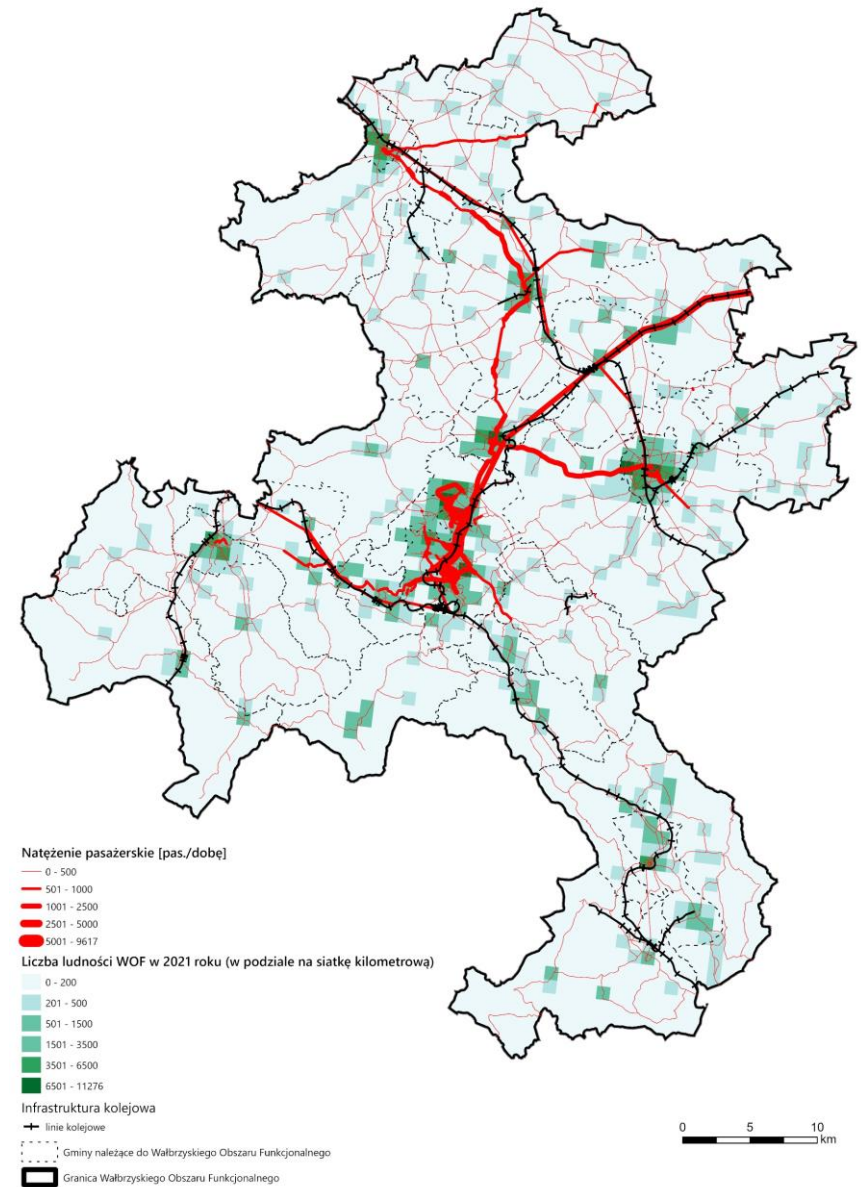 Natężenie pasażerskie [pas./dobę]
0 - 500
501 - 1000
1001 - 2500
2501 - 5000
5001 - 9617
Liczba ludności WOF w 2021 roku (w podziale na siatkę kilometrową)
0 - 200
201 - 500
501 - 1500
1501 - 3500
3501 - 6500
6501 - 11276
Infrastruktura kolejowa
linie kolejowe
Gminy należące do Wałbrzyskiego Obszaru Funkcjonalnego
Granica Wałbrzyskiego Obszaru Funkcjonalnego
0 5 10
km